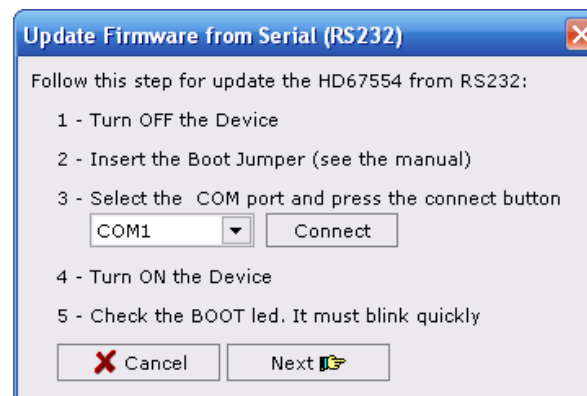 Update Firmware from Serial (RS232)
Follow this step for update the HD67554 from RS232:
1 - Turn OFF the Device
2 - Insert the Boot Jumper (see the manual)
3 - Select the  COM port and press the connect button
COM1 Connect
4 - Turn ON the Device
5 - Check the BOOT led. It must blink quickly
Cancel Next